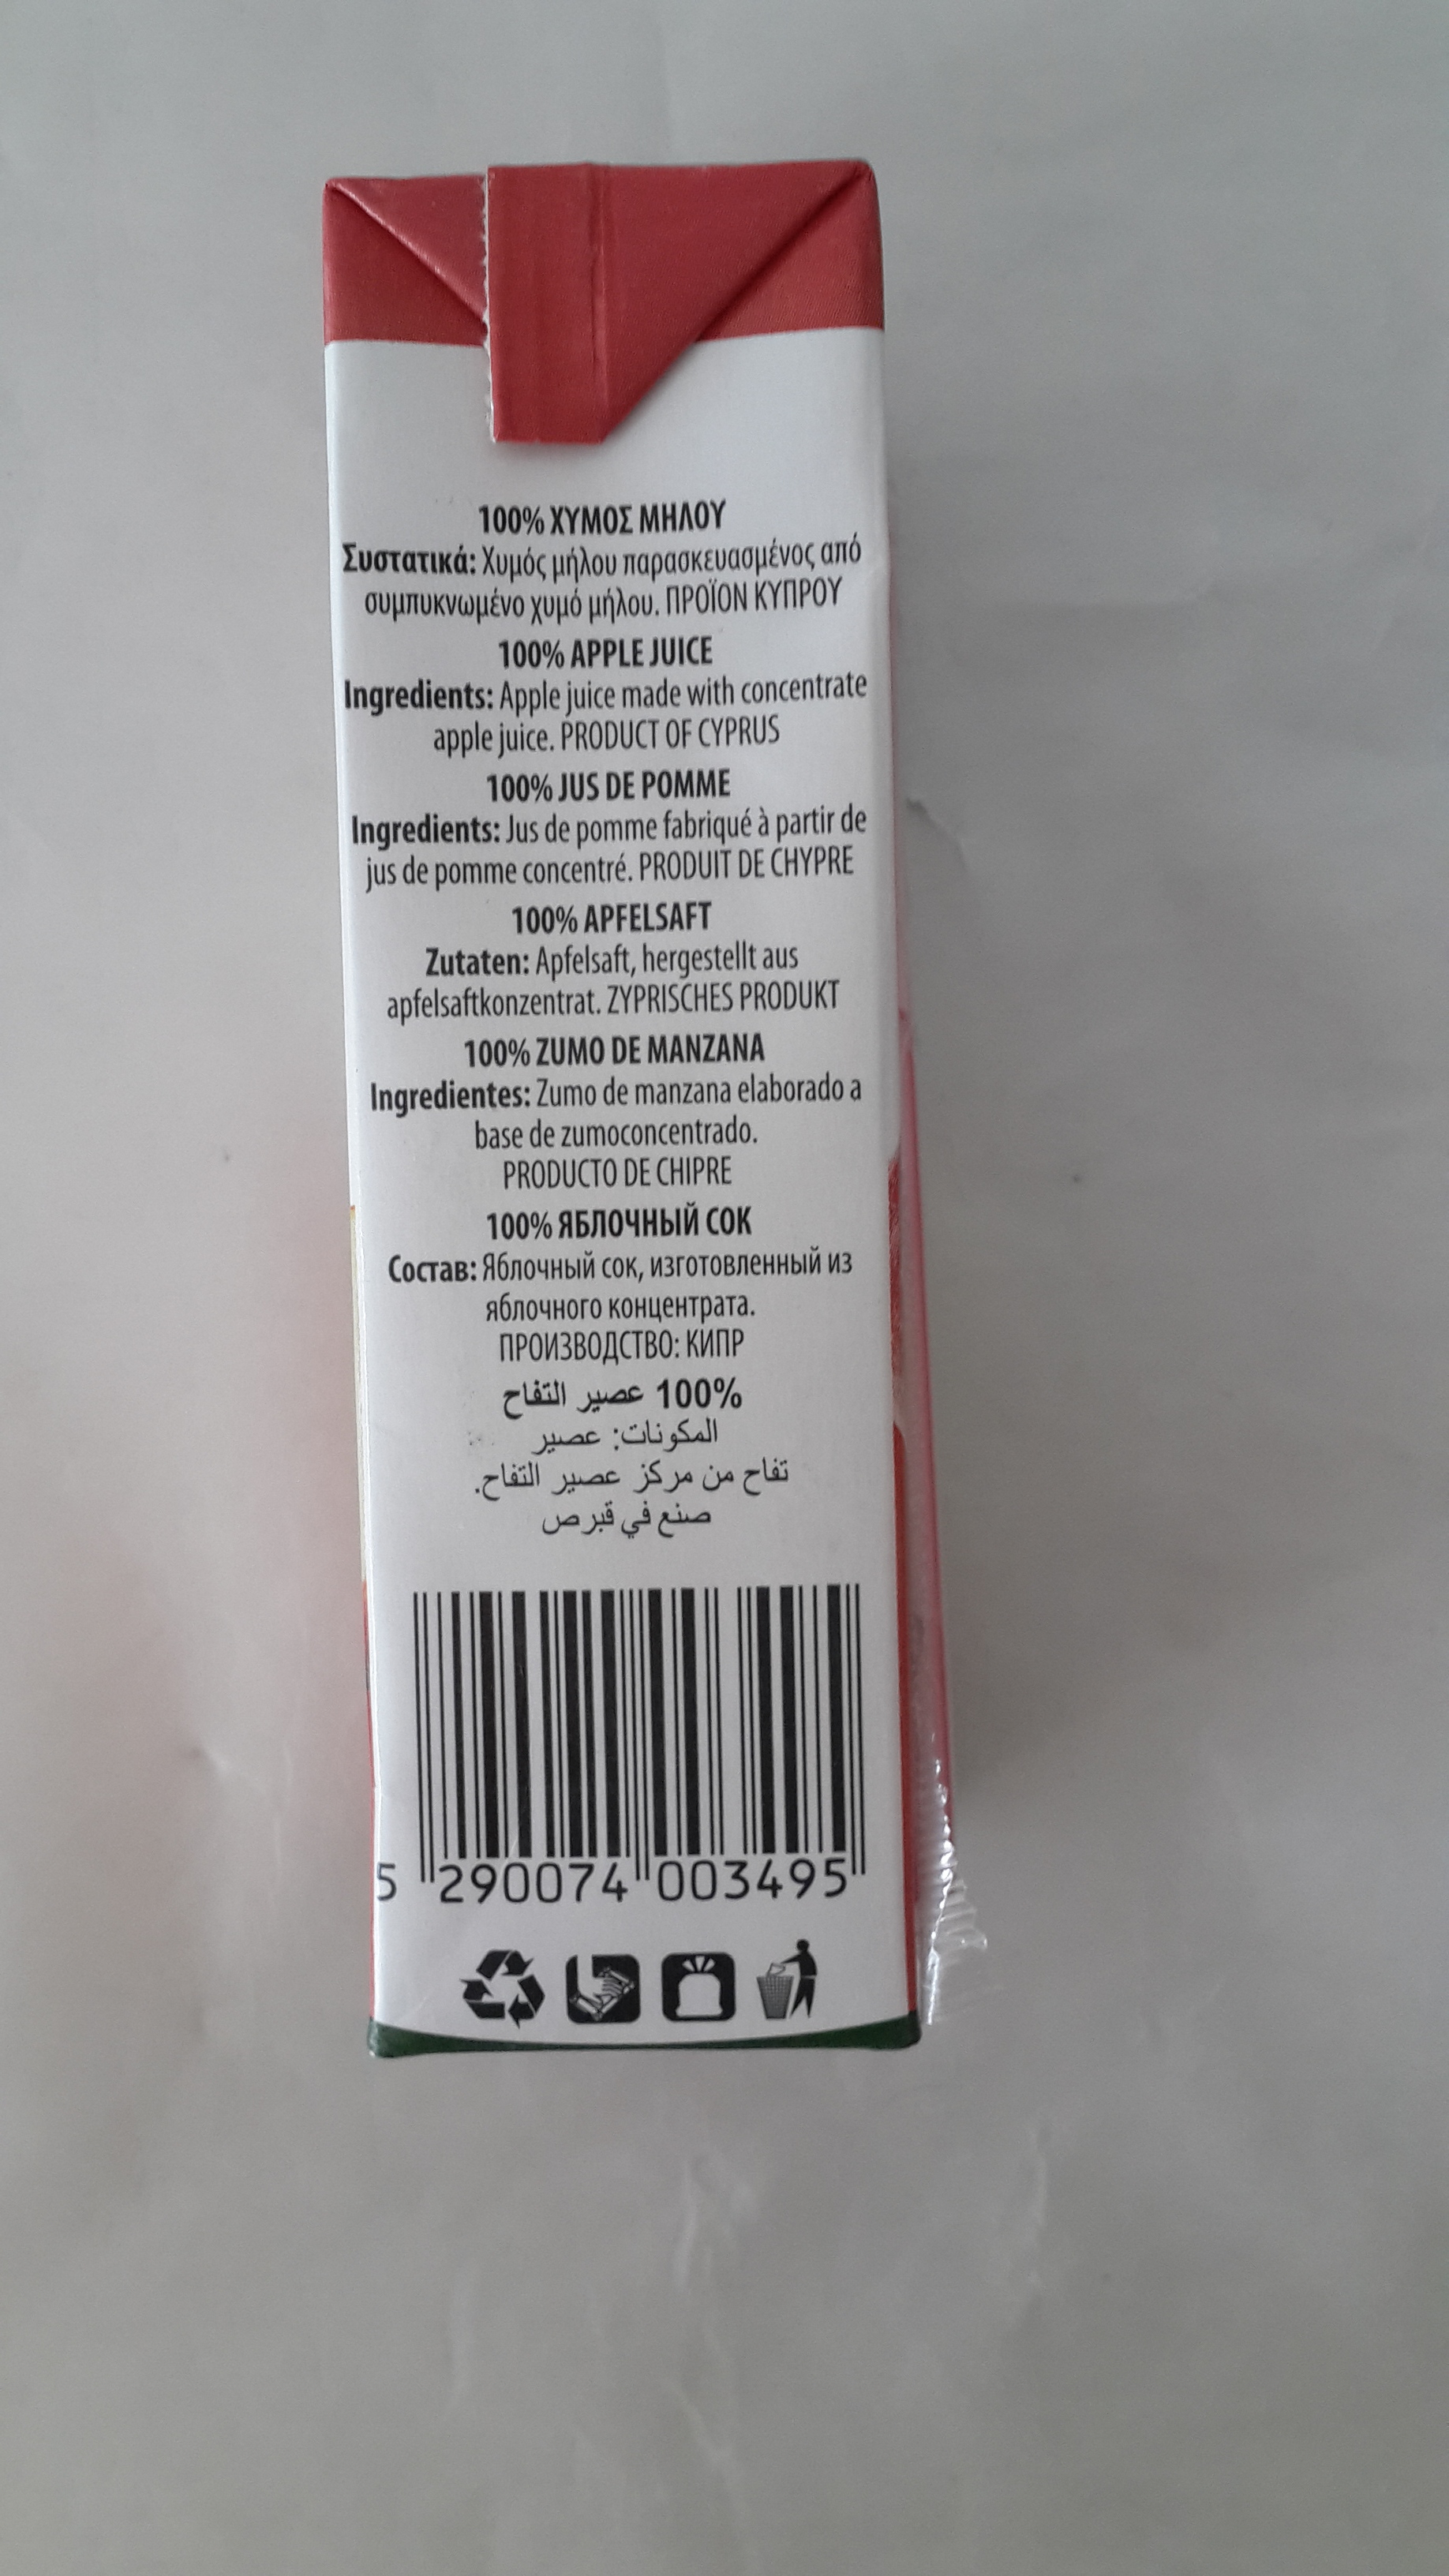 100% ΧΥΜΟΣ ΜΗΛΟΥ
Συστατικά: Χυμός μήλου παρασκευασμένος από
συμπυκνωμένο χυμό μήλου. ΠΡΟΪΟΝ ΚΥΠΡΟΥ
100% APPLE JUICE
Ingredients: Apple juice made with concentrate
apple juice. PRODUCT OF CYPRUS
100% JUS DE POMME
Ingredients: Jus de pomme fabriqué à partir de
jus de pomme concentré. PRODUIT DE CHYPRE
100% APFELSAFT
Zutaten: Apfelsaft, hergestellt aus
apfelsaftkonzentrat. ZYPRISCHES PRODUKT
100% ZUMO DE MANZANA
Ingredientes: Zumo de manzana elaborado a
base de zumoconcentrado.
PRODUCTO DE CHIPRE
100% ЯБЛОЧНЫЙ СОК
Состав: Яблочный сок, изготовленный из
яблочного концентрата.
ПРОИЗВОДСТВО: КИПР
100% عصير التفاح
المكونات: عصير
تفاح من مركز عصير التفاح.
صنع في قبرص
5 290074 003495